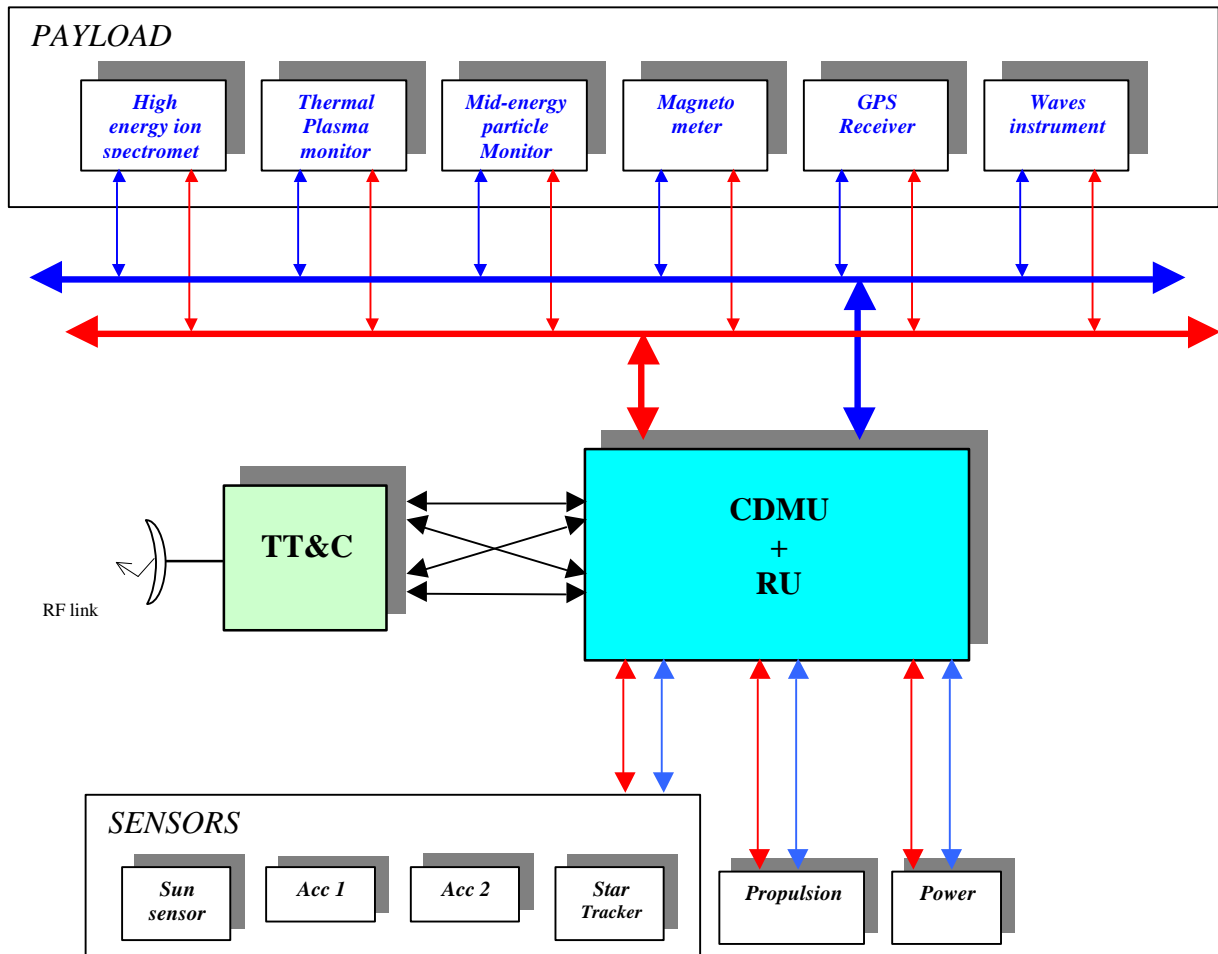 PAYLOAD
High
energy ion
spectromet
Thermal
Plasma
monitor
Mid-energy
particle
Monitor
Magneto
meter
GPS
Receiver
Waves
instrument
TT&C
CDMU
+
RU
RF link
SENSORS
Sun
sensor
Acc 1
Acc 2
Star
Tracker
Propulsion
Power